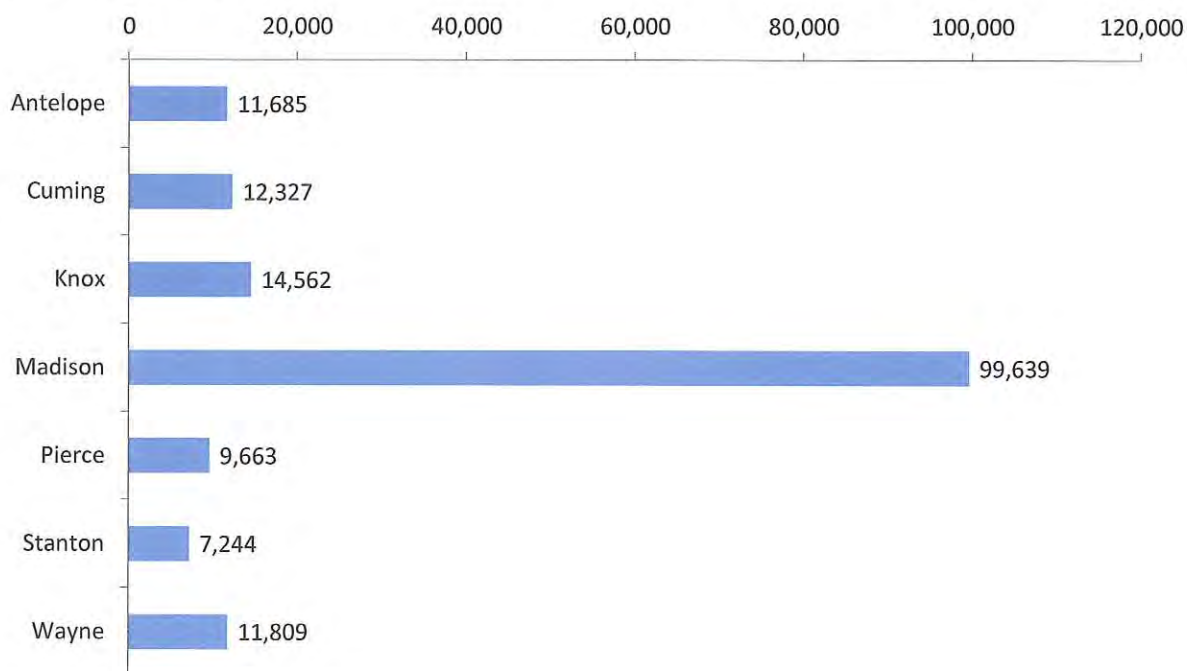 0 20,000 40,000 60,000 80,000 100,000 120,000
Antelope 11,685
Cuming 12,327
Knox 14,562
Madison 99,639
Pierce 9,663
Stanton 7,244
Wayne 11,809